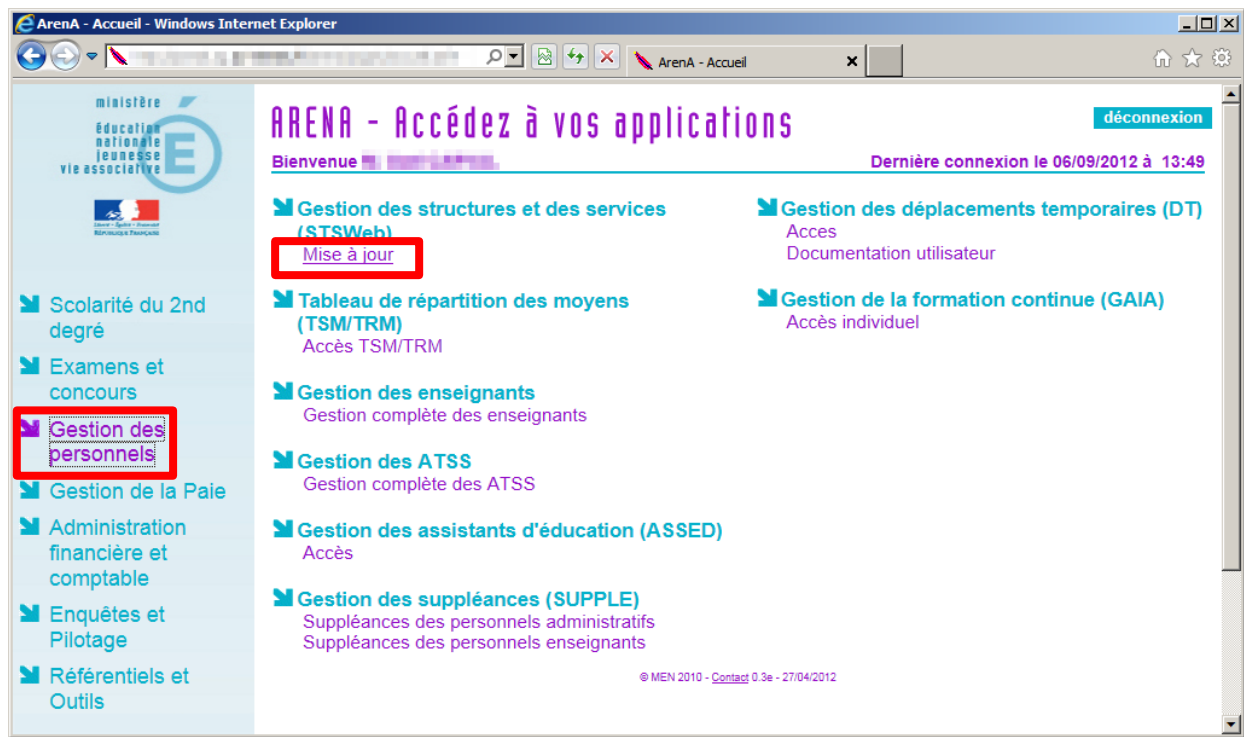 ArenA - Accueil - Windows Internet Explorer
ArenA - Accueil
ministère
éducation
nationale
jeunesse
vie associative
Liberté • Égalité • Fraternité
RÉPUBLIQUE FRANÇAISE
Scolarité du 2nd
degré
Examens et
concours
Gestion des
personnels
Gestion de la Paie
Administration
financière et
comptable
Enquêtes et
Pilotage
Référentiels et
Outils
ARENA - Accédez à vos applications
déconnexion
Bienvenue
Dernière connexion le 06/09/2012 à 13:49
Gestion des structures et des services
(STSWeb)
Mise à jour
Tableau de répartition des moyens
(TSM/TRM)
Accès TSM/TRM
Gestion des enseignants
Gestion complète des enseignants
Gestion des ATSS
Gestion complète des ATSS
Gestion des assistants d'éducation (ASSED)
Accès
Gestion des suppléances (SUPPLE)
Suppléances des personnels administratifs
Suppléances des personnels enseignants
Gestion des déplacements temporaires (DT)
Acces
Documentation utilisateur
Gestion de la formation continue (GAIA)
Accès individuel
© MEN 2010 - Contact 0.3e - 27/04/2012